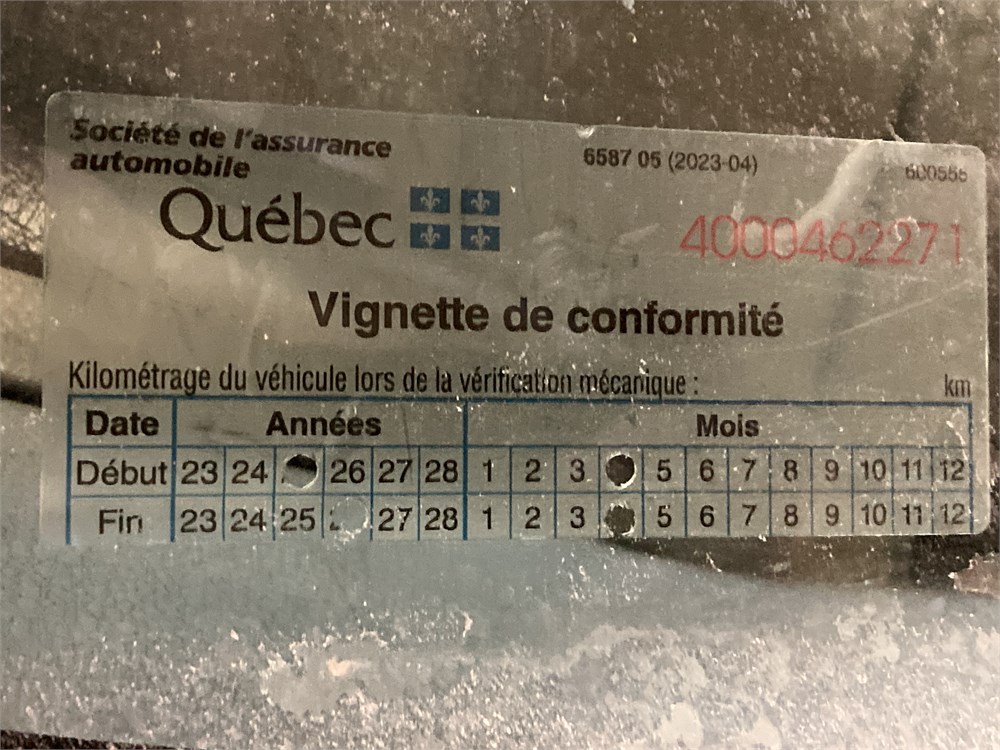 Société de l'assurance
automobile
6587 05 (2023-04)
600556
Québec
4000462271
Vignette de conformité
Kilométrage du véhicule lors de la vérification mécanique : km
Date Années Mois
Début 23 24 26 27 28 1 2 3 5 6 7 8 9 10 11 12
Fin 23 24 25 27 28 1 2 3 5 6 7 8 9 10 11 12